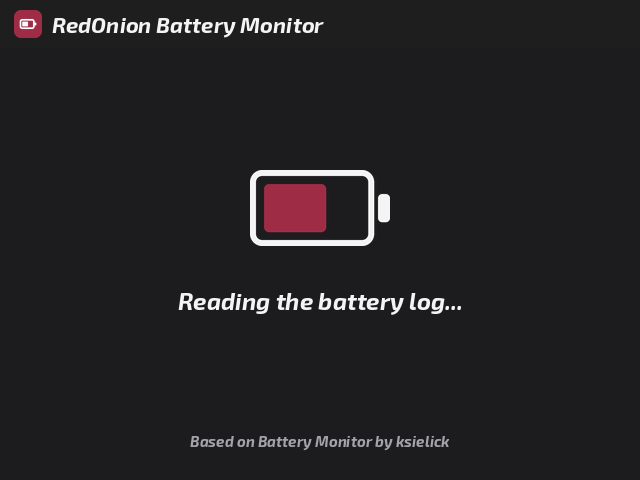 RedOnion Battery Monitor
Reading the battery log...
Based on Battery Monitor by ksielick